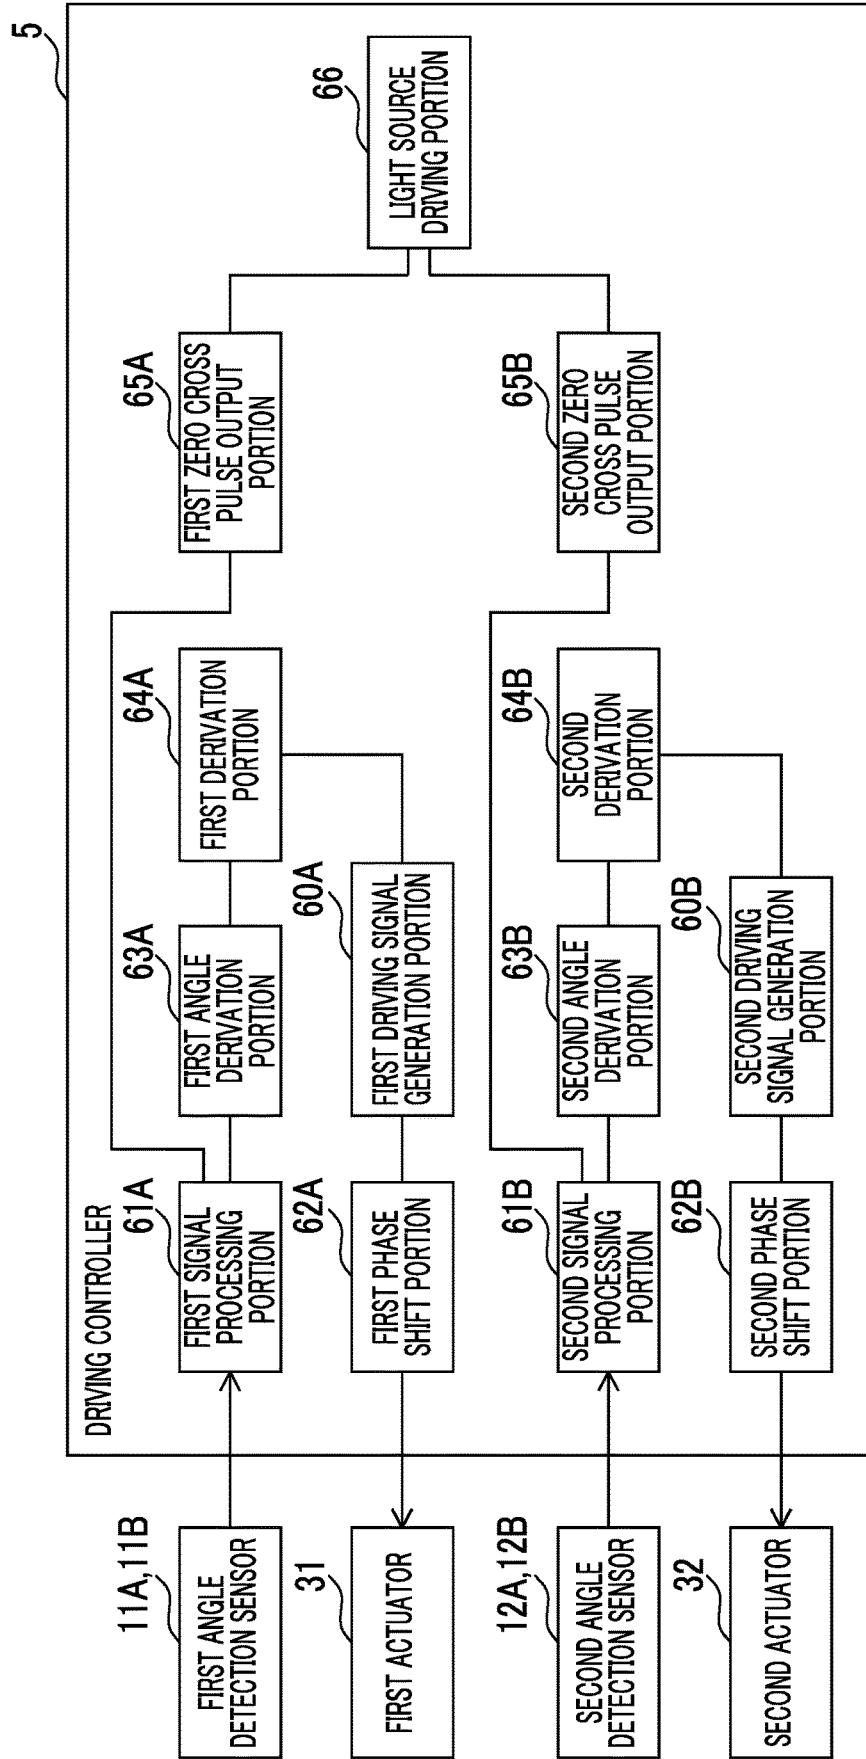 5
DRIVING CONTROLLER
11A,11B
FIRST ANGLE
DETECTION SENSOR
61A
FIRST SIGNAL
PROCESSING
PORTION
63A
FIRST ANGLE
DERIVATION
PORTION
64A
FIRST DERIVATION
PORTION
65A
FIRST ZERO CROSS
PULSE OUTPUT
PORTION
66
LIGHT SOURCE
DRIVING PORTION
31
FIRST ACTUATOR
62A
FIRST PHASE
SHIFT PORTION
60A
FIRST DRIVING SIGNAL
GENERATION PORTION
12A,12B
SECOND ANGLE
DETECTION SENSOR
61B
SECOND SIGNAL
PROCESSING
PORTION
63B
SECOND ANGLE
DERIVATION
PORTION
64B
SECOND
DERIVATION
PORTION
65B
SECOND ZERO
CROSS PULSE
OUTPUT PORTION
32
SECOND ACTUATOR
62B
SECOND PHASE
SHIFT PORTION
60B
SECOND DRIVING
SIGNAL GENERATION
PORTION